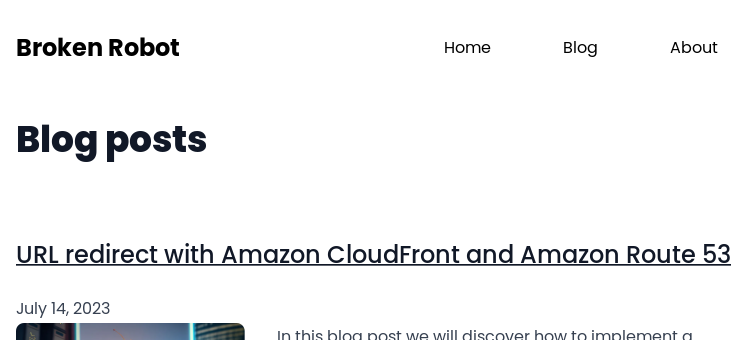 Broken Robot
Home
Blog
About
Blog posts
URL redirect with Amazon CloudFront and Amazon Route 53
July 14, 2023
In this blog post we will discover how to implement a